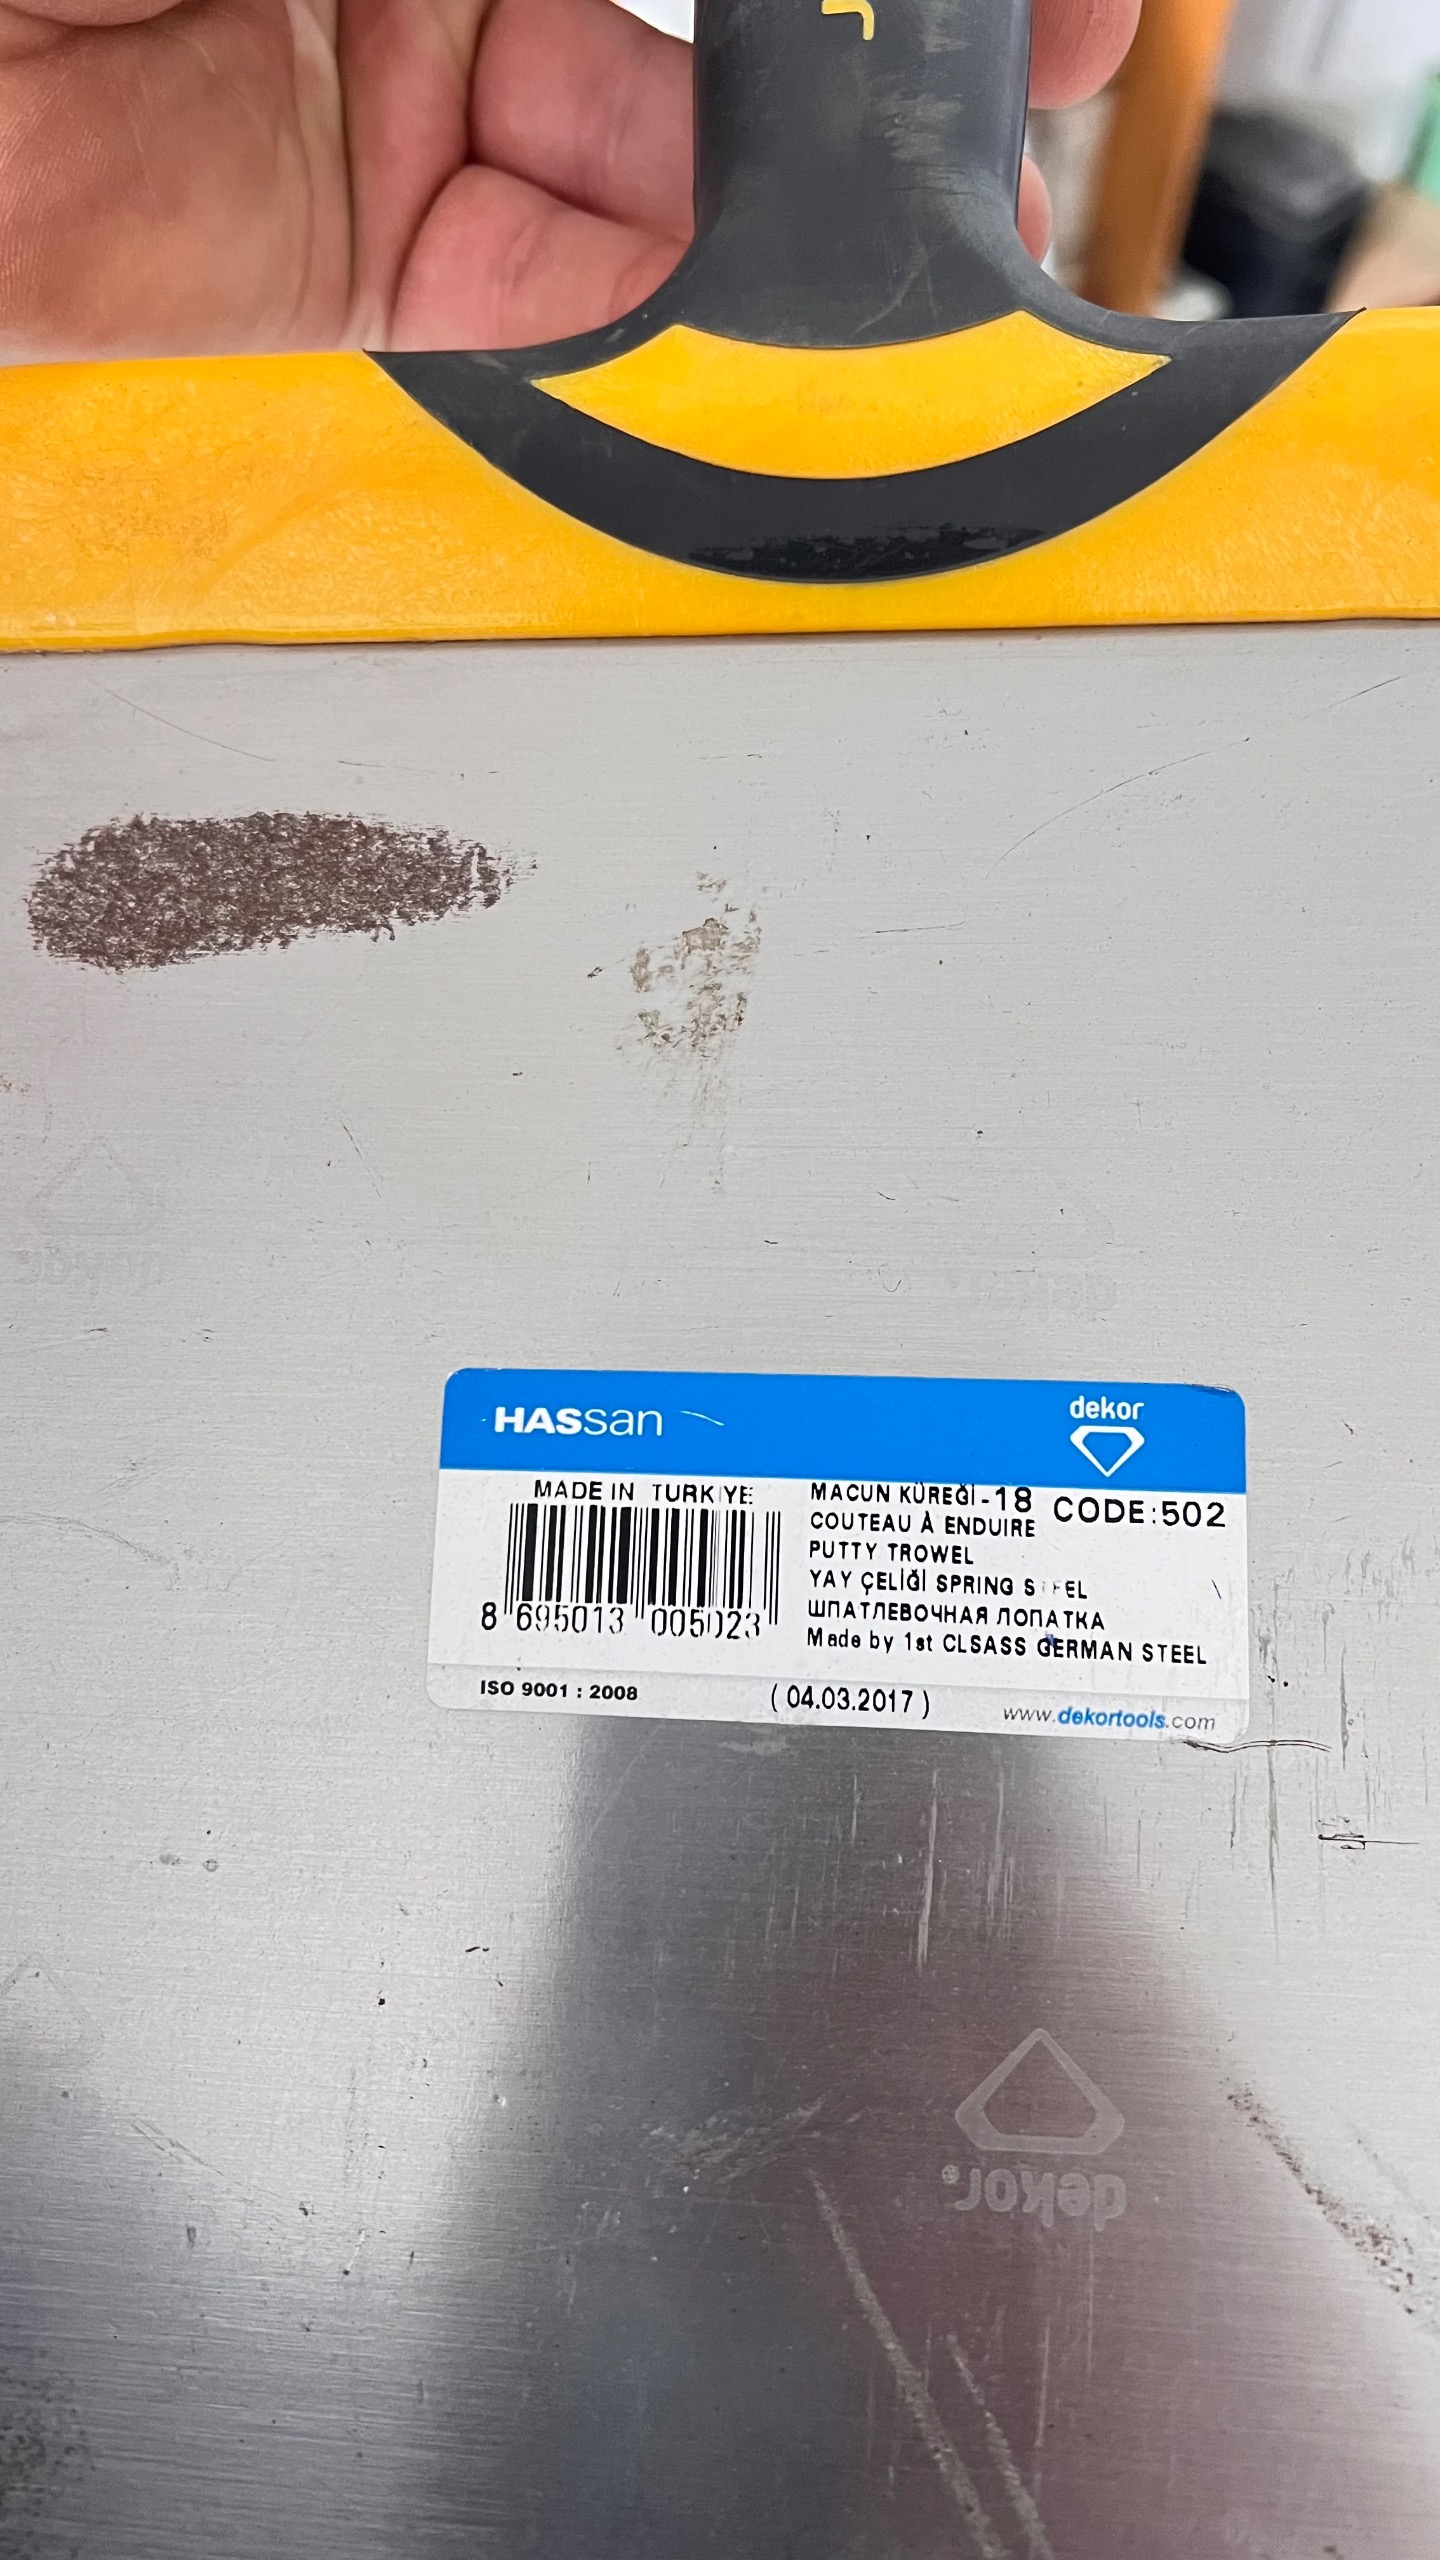 HASsan
dekor
MADE IN TURKIYE
8 695013 005023
MACUN KÜREĞİ-18 CODE:502
COUTEAU À ENDUIRE
PUTTY TROWEL
YAY ÇELİĞİ SPRING STEEL
ШПАТЛЕВОЧНАЯ ЛОПАТКА
Made by 1st CLSASS GERMAN STEEL
ISO 9001 : 2008
( 04.03.2017 )
www.dekortools.com
dekor